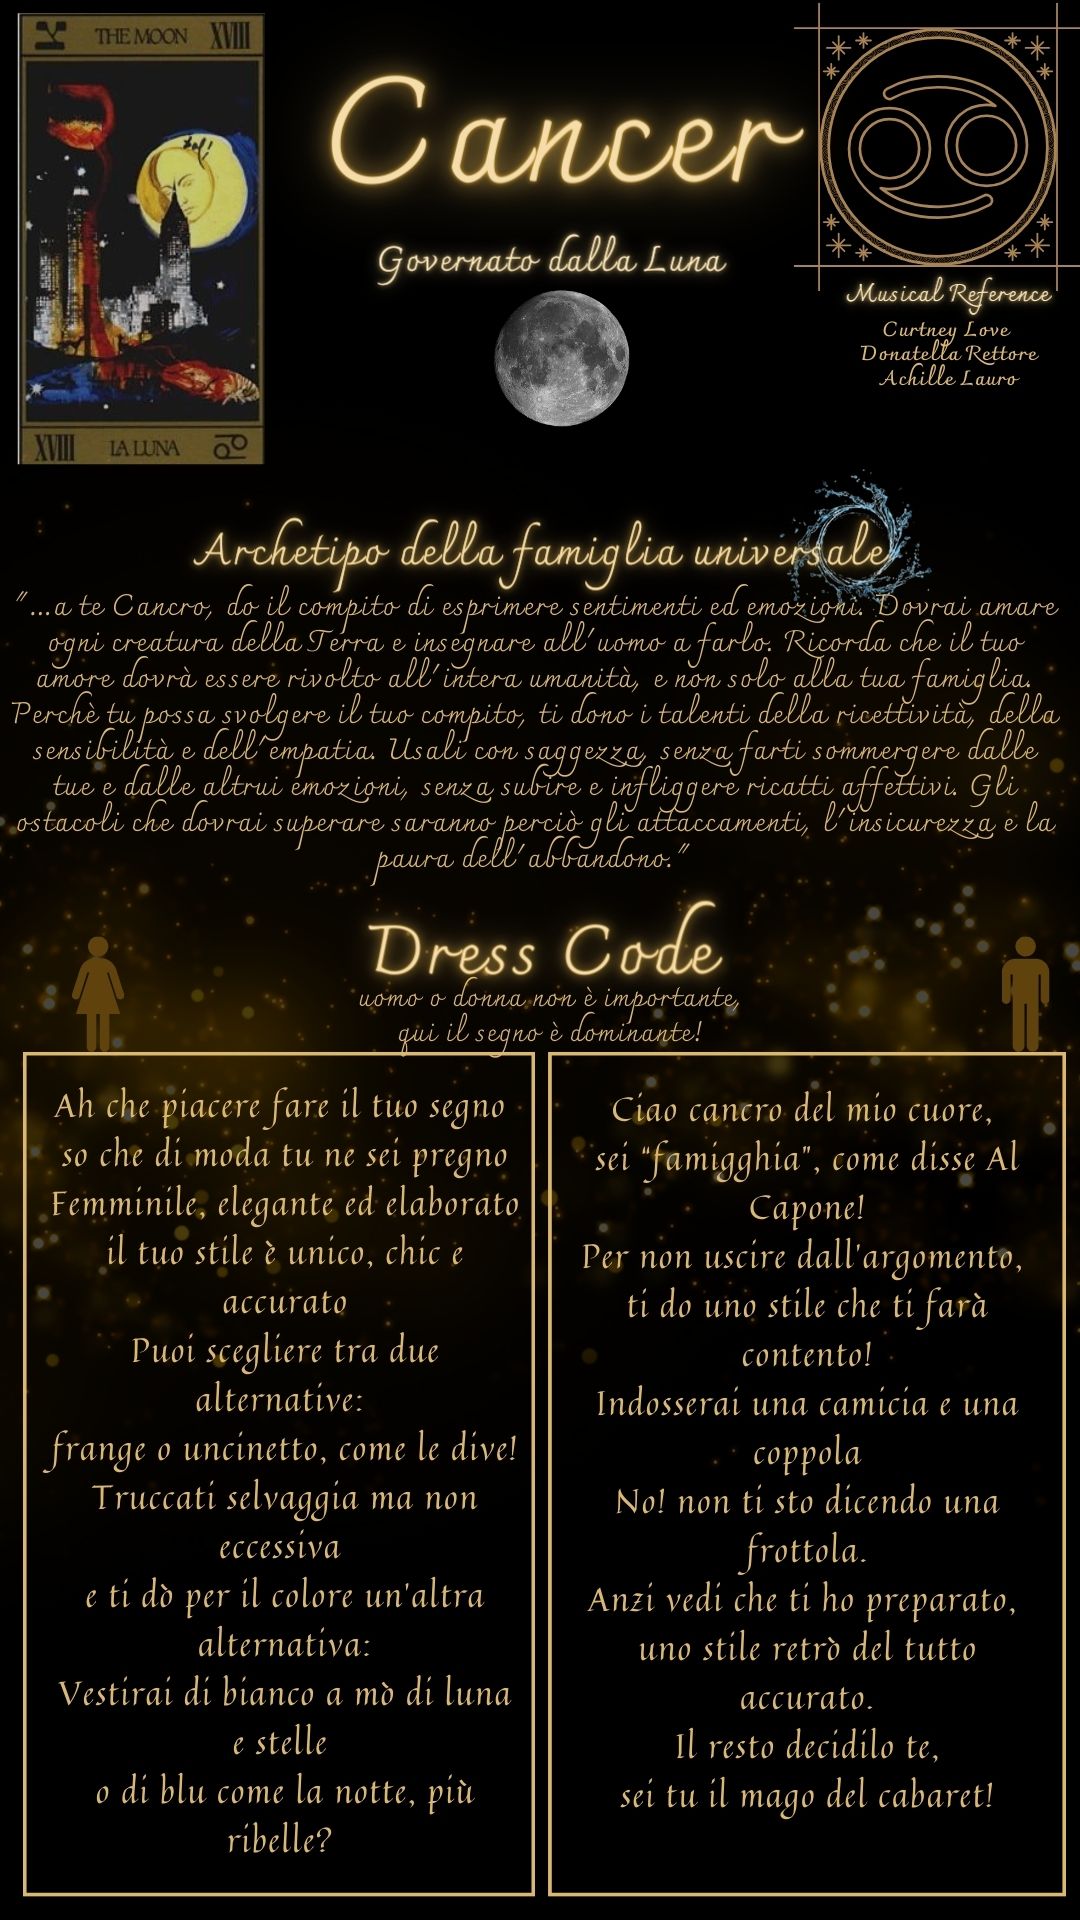 THE MOON XVIII
XVIII LA LUNA
Cancer
Governato dalla Luna
Musical Reference
Curtney Love
Donatella Rettore
Achille Lauro
Archetipo della famiglia universale
"...a te Cancro, do il compito di esprimere sentimenti ed emozioni. Dovrai amare
ogni creatura della Terra e insegnare all'uomo a farlo. Ricorda che il tuo
amore dovrà essere rivolto all'intera umanità, e non solo alla tua famiglia.
Perchè tu possa svolgere il tuo compito, ti dono i talenti della ricettività, della
sensibilità e dell'empatia. Usali con saggezza, senza farti sommergere dalle
tue e dalle altrui emozioni, senza subire e infliggere ricatti affettivi. Gli
ostacoli che dovrai superare saranno perciò gli attaccamenti, l'insicurezza e la
paura dell'abbandono."
Dress Code
uomo o donna non è importante,
qui il segno è dominante!
Ah che piacere fare il tuo segno
so che di moda tu ne sei pregno
Femminile, elegante ed elaborato
il tuo stile è unico, chic e
accurato
Puoi scegliere tra due
alternative:
frange o uncinetto, come le dive!
Truccati selvaggia ma non
eccessiva
e ti dò per il colore un'altra
alternativa:
Vestirai di bianco a mò di luna
e stelle
o di blu come la notte, più
ribelle?
Ciao cancro del mio cuore,
sei "famigghia", come disse Al
Capone!
Per non uscire dall'argomento,
ti do uno stile che ti farà
contento!
Indosserai una camicia e una
coppola
No! non ti sto dicendo una
frottola.
Anzi vedi che ti ho preparato,
uno stile retrò del tutto
accurato.
Il resto decidilo te,
sei tu il mago del cabaret!